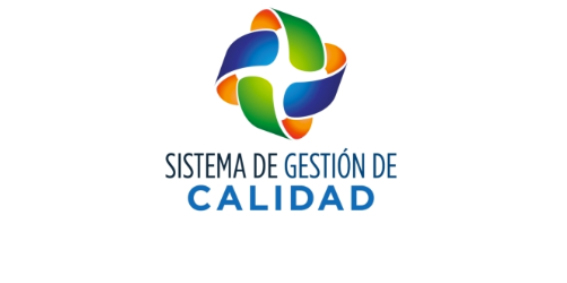 SISTEMA DE GESTIÓN DE
CALIDAD